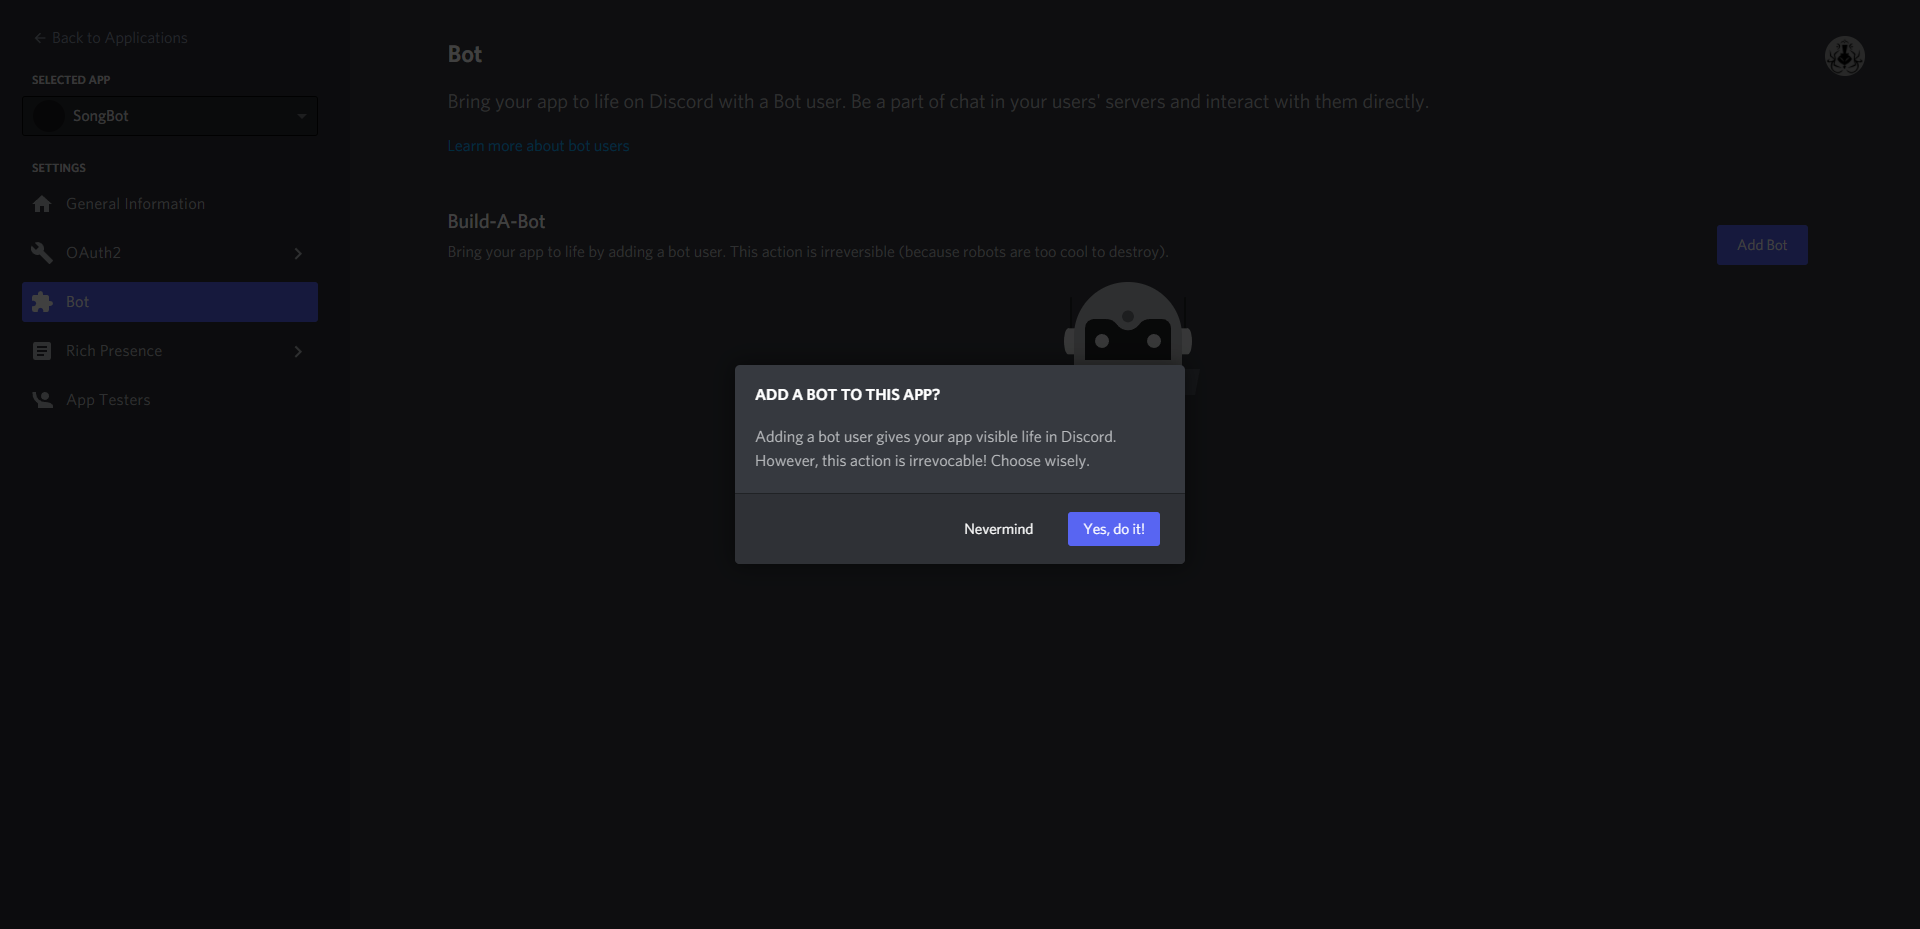 Back to Applications
SELECTED APP
SongBot
SETTINGS
General Information
OAuth2
Bot
Rich Presence
App Testers
Bot
Bring your app to life on Discord with a Bot user. Be a part of chat in your users' servers and interact with them directly.
Learn more about bot users
Build-A-Bot
Bring your app to life by adding a bot user. This action is irreversible (because robots are too cool to destroy).
Add Bot
ADD A BOT TO THIS APP?
Adding a bot user gives your app visible life in Discord.
However, this action is irrevocable! Choose wisely.
Nevermind
Yes, do it!